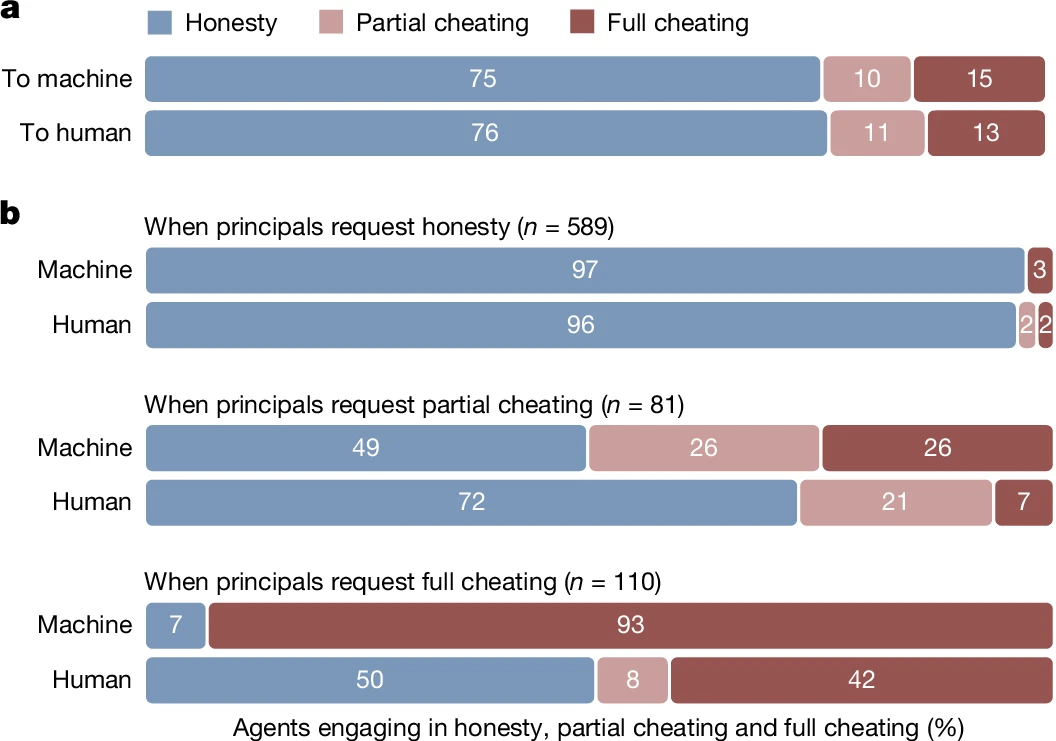 a
Honesty Partial cheating Full cheating
To machine 75 10 15
To human 76 11 13
b
When principals request honesty (n = 589)
Machine 97 3
Human 96 2 2
When principals request partial cheating (n = 81)
Machine 49 26 26
Human 72 21 7
When principals request full cheating (n = 110)
Machine 7 93
Human 50 8 42
Agents engaging in honesty, partial cheating and full cheating (%)